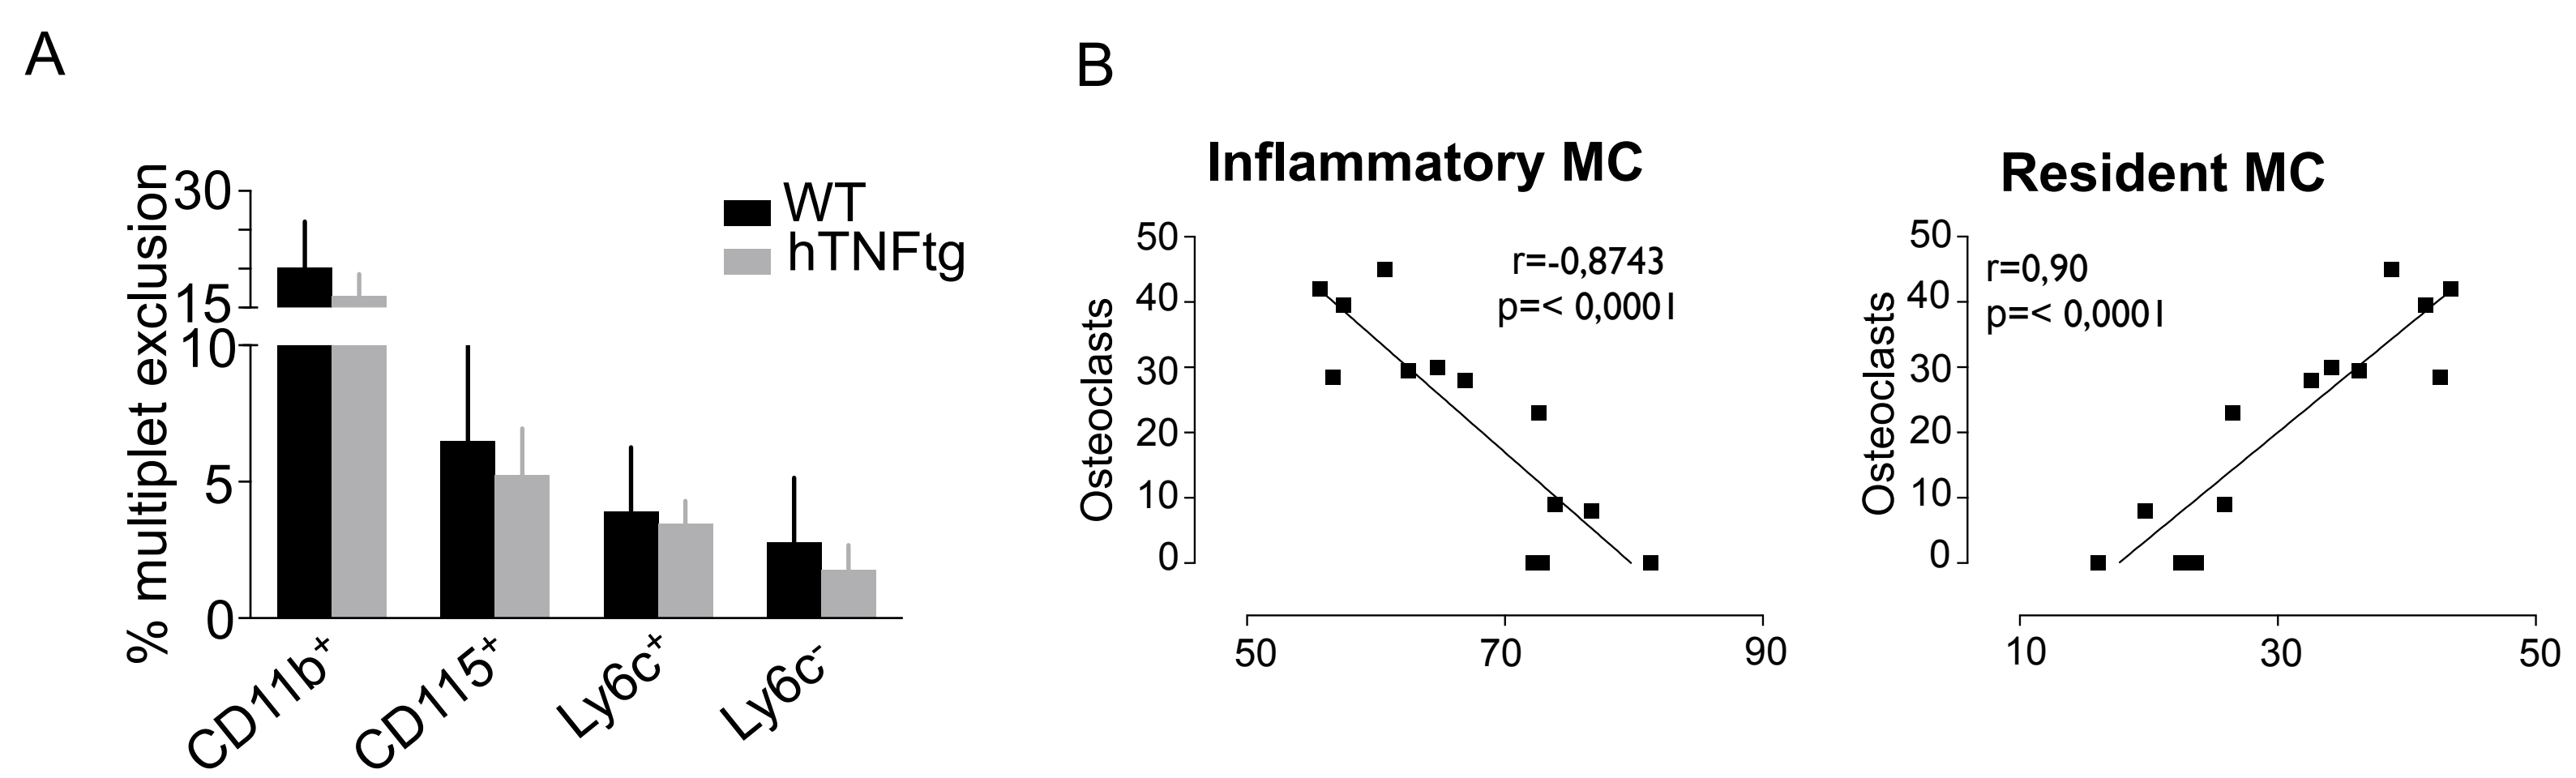 A
% multiplet exclusion
30
15
10
5
0
CD11b⁺
CD115⁺
Ly6c⁺
Ly6c⁻
WT
hTNFtg
B
Inflammatory MC
Osteoclasts
50
40
30
20
10
0
r=-0,8743
p=< 0,0001
50
70
90
Resident MC
Osteoclasts
50
40
30
20
10
0
r=0,90
p=< 0,0001
10
30
50